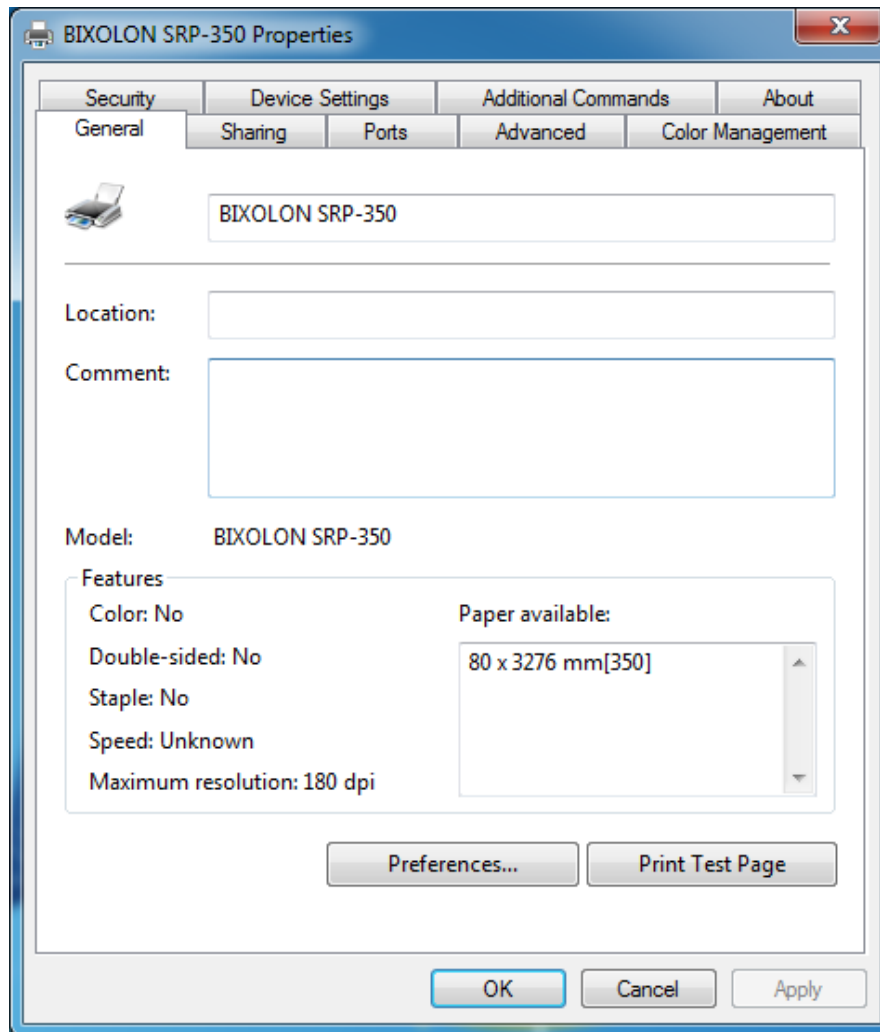 BIXOLON SRP-350 Properties
Security Device Settings Additional Commands About
General Sharing Ports Advanced Color Management
BIXOLON SRP-350
Location:
Comment:
Model: BIXOLON SRP-350
Features
Color: No Paper available:
Double-sided: No 80 x 3276 mm[350]
Staple: No
Speed: Unknown
Maximum resolution: 180 dpi
Preferences... Print Test Page
OK Cancel Apply